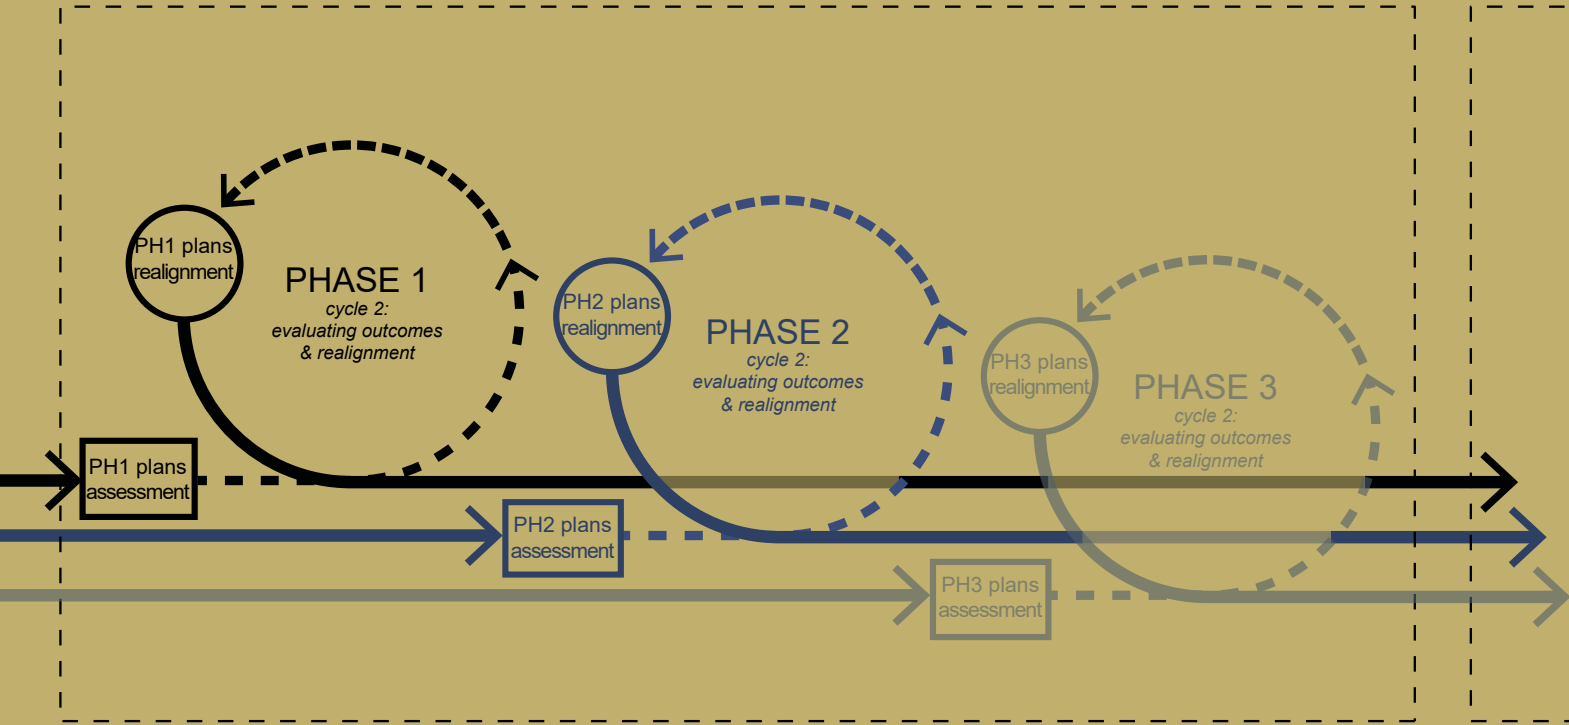 PH1 plans
realignment
PHASE 1
cycle 2:
evaluating outcomes
& realignment
PH1 plans
assessment
PH2 plans
realignment
PHASE 2
cycle 2:
evaluating outcomes
& realignment
PH2 plans
assessment
PH3 plans
realignment
PHASE 3
cycle 2:
evaluating outcomes
& realignment
PH3 plans
assessment